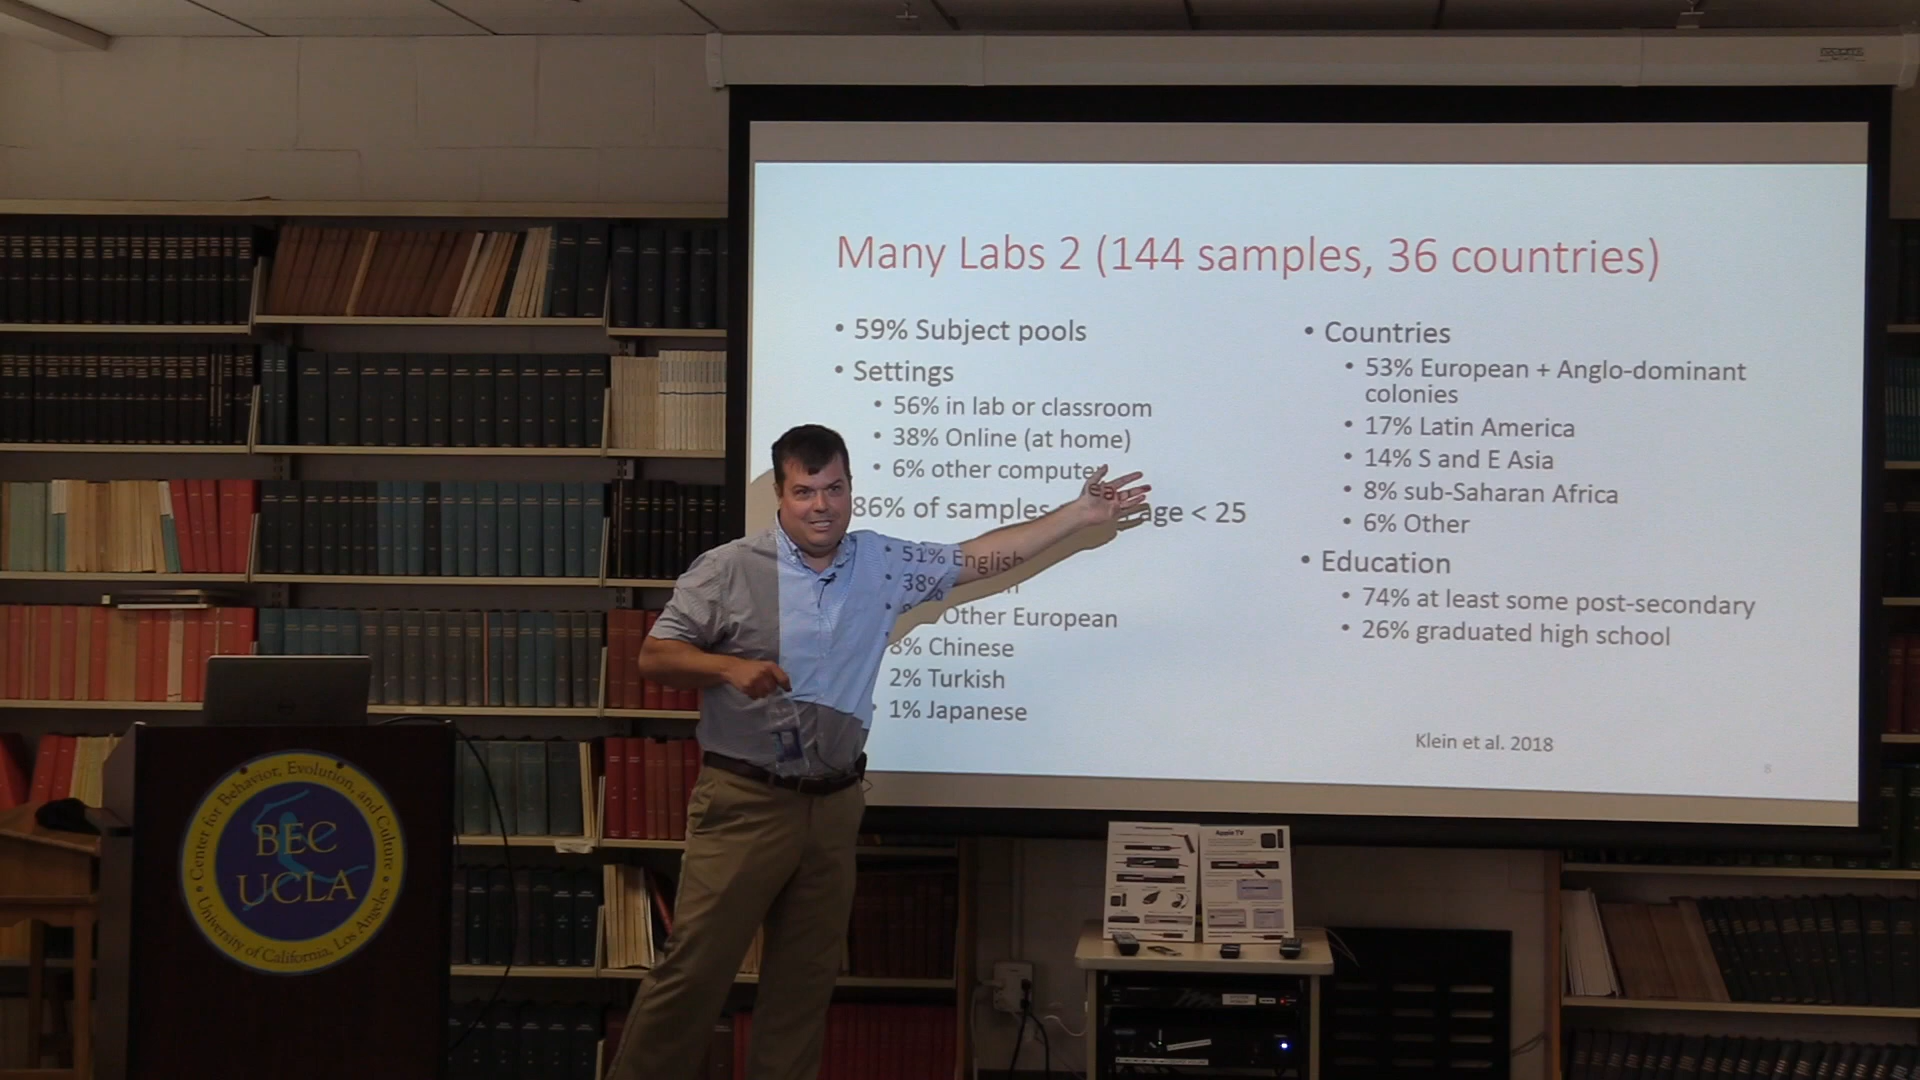 Many Labs 2 (144 samples, 36 countries)
• 59% Subject pools
• Settings
• 56% in lab or classroom
• 38% Online (at home)
• 6% other computer
86% of samples age < 25
• 51% English
• 38%
Other European
8% Chinese
2% Turkish
• 1% Japanese
• Countries
• 53% European + Anglo-dominant
colonies
• 17% Latin America
• 14% S and E Asia
• 8% sub-Saharan Africa
• 6% Other
• Education
• 74% at least some post-secondary
• 26% graduated high school
Klein et al. 2018
8
Center for Behavior, Evolution, and Culture
BEC
UCLA
University of California, Los Angeles
Apple TV